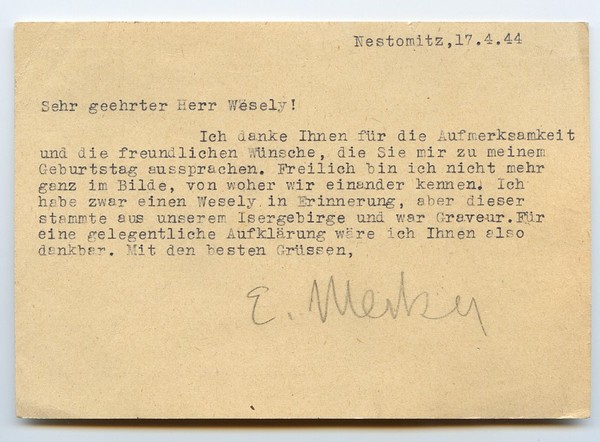 Nestomitz,17.4.44
Sehr geehrter Herr Wésely!
Ich danke Ihnen für die Aufmerksamkeit
und die freundlichen Wünsche, die Sie mir zu meinem
Geburtstag aussprachen. Freilich bin ich nicht mehr
ganz im Bilde, von woher wir einander kennen. Ich
habe zwar einen Wesely in Erinnerung, aber dieser
stammte aus unserem Isergebirge und war Graveur.Für
eine gelegentliche Aufklärung wäre ich Ihnen also
dankbar. Mit den besten Grüssen,
E.